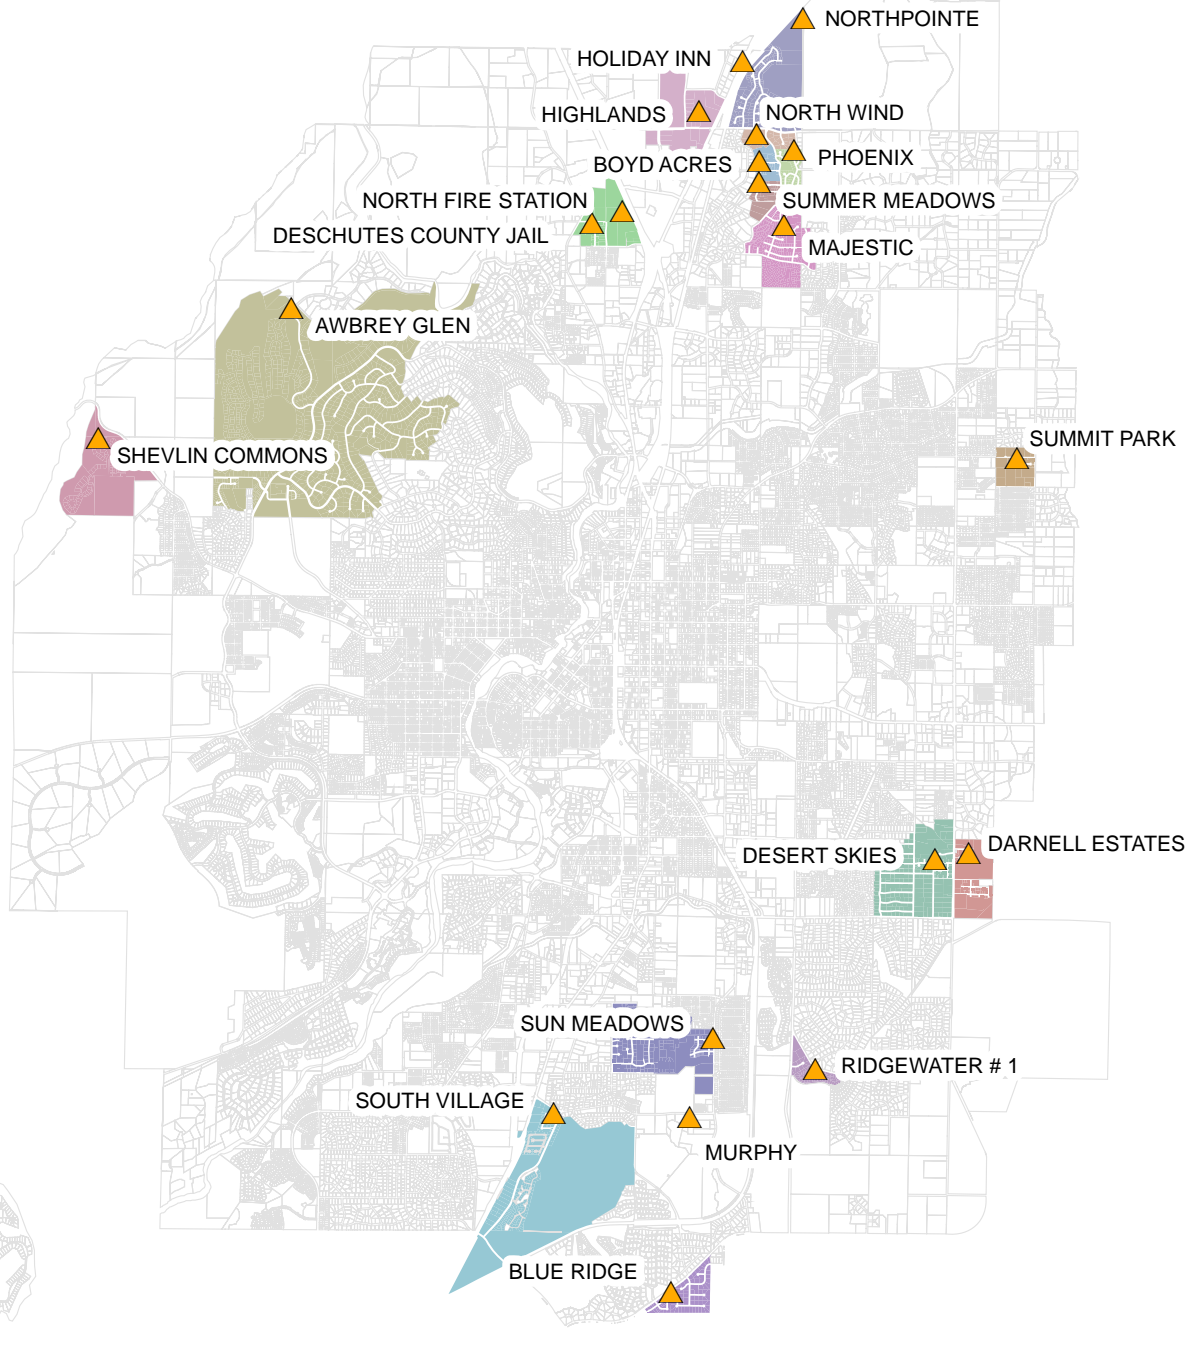 NORTHPOINTE
HOLIDAY INN
HIGHLANDS
NORTH WIND
BOYD ACRES
PHOENIX
NORTH FIRE STATION
SUMMER MEADOWS
DESCHUTES COUNTY JAIL
MAJESTIC
AWBREY GLEN
SUMMIT PARK
SHEVLIN COMMONS
DESERT SKIES
DARNELL ESTATES
SUN MEADOWS
RIDGEWATER # 1
SOUTH VILLAGE
MURPHY
BLUE RIDGE